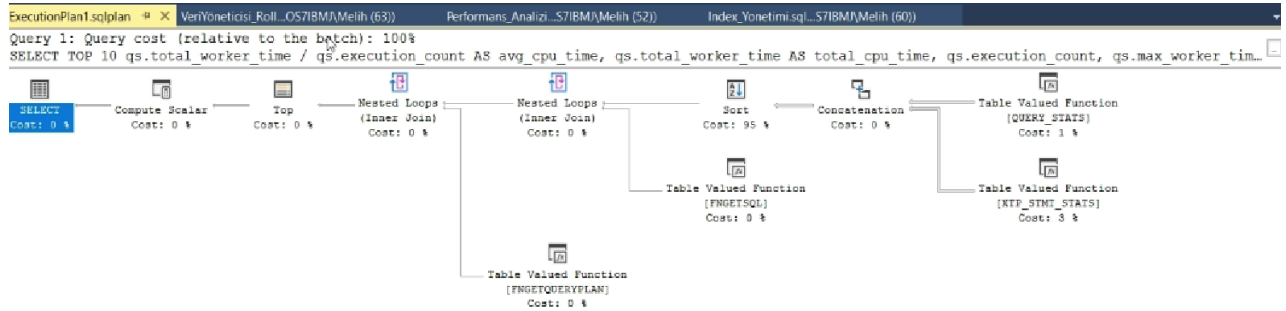 ExecutionPlan1.sqlplan
VeriYöneticisi_Roll...OS7IBMJ\Melih (63))
Performans_Analizi...S7IBMJ\Melih (52))
Index_Yonetimi.sql...S7IBMJ\Melih (60))
Query 1: Query cost (relative to the batch): 100%
SELECT TOP 10 qs.total_worker_time / qs.execution_count AS avg_cpu_time, qs.total_worker_time AS total_cpu_time, qs.execution_count, qs.max_worker_tim...
SELECT
Cost: 0 %
Compute Scalar
Cost: 0 %
Top
Cost: 0 %
Nested Loops
(Inner Join)
Cost: 0 %
Nested Loops
(Inner Join)
Cost: 0 %
Sort
Cost: 95 %
Concatenation
Cost: 0 %
Table Valued Function
[QUERY_STATS]
Cost: 1 %
Table Valued Function
[FNGETSQL]
Cost: 0 %
Table Valued Function
[XTP_STMT_STATS]
Cost: 3 %
Table Valued Function
[FNGETQUERYPLAN]
Cost: 0 %